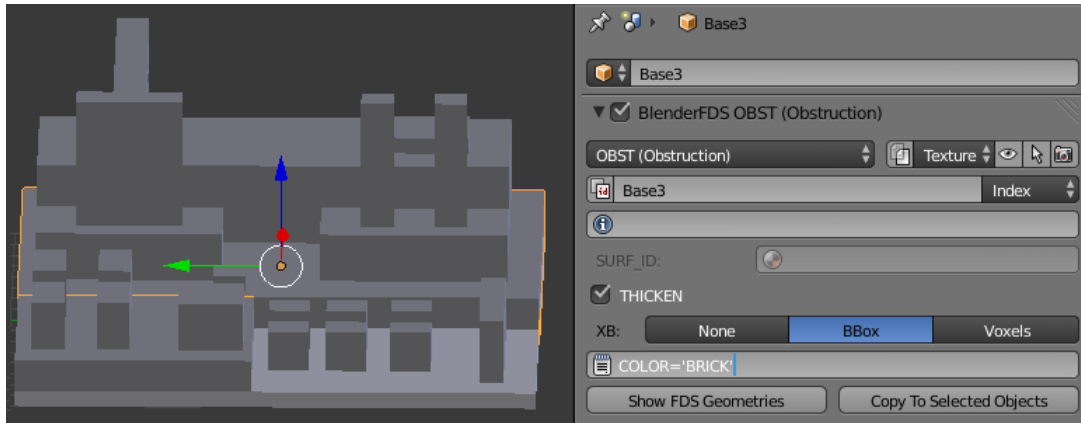 Base3
Base3
BlenderFDS OBST (Obstruction)
OBST (Obstruction) Texture
id Base3 Index
SURF_ID:
THICKEN
XB: None BBox Voxels
COLOR='BRICK'
Show FDS Geometries Copy To Selected Objects